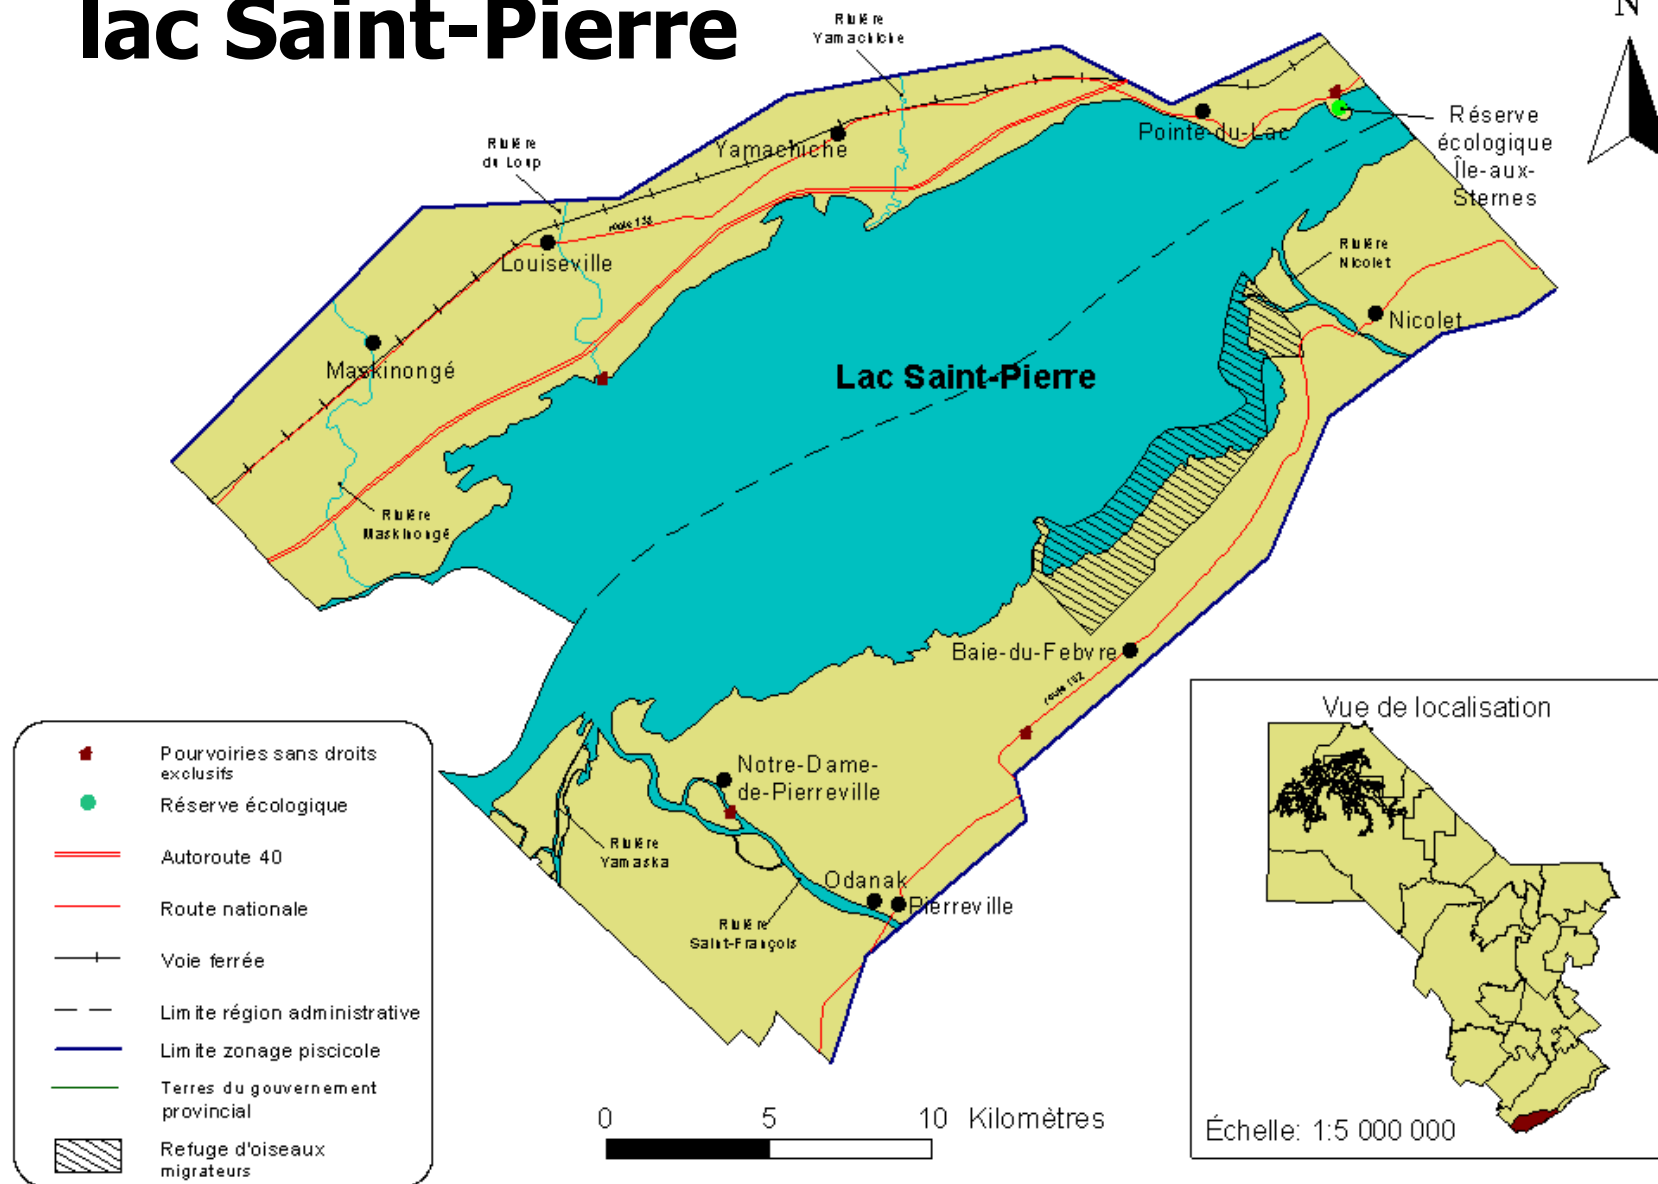 lac Saint-Pierre
N
Rivière
Yamachiche
Rivière
du Loup
Yamachiche
Pointe-du-Lac
Réserve
écologique
Île-aux-
Sternes
route 138
Louiseville
Rivière
Nicolet
Nicolet
Maskinongé
Lac Saint-Pierre
Rivière
Maskinongé
Baie-du-Febvre
route 132
Notre-Dame-
de-Pierreville
Rivière
Yamaska
Odanak
Pierreville
Rivière
Saint-François
Pourvoiries sans droits
exclusifs
Réserve écologique
Autoroute 40
Route nationale
Voie ferrée
Limite région administrative
Limite zonage piscicole
Terres du gouvernement
provincial
Refuge d'oiseaux
migrateurs
0 5 10 Kilomètres
Vue de localisation
Échelle: 1:5 000 000